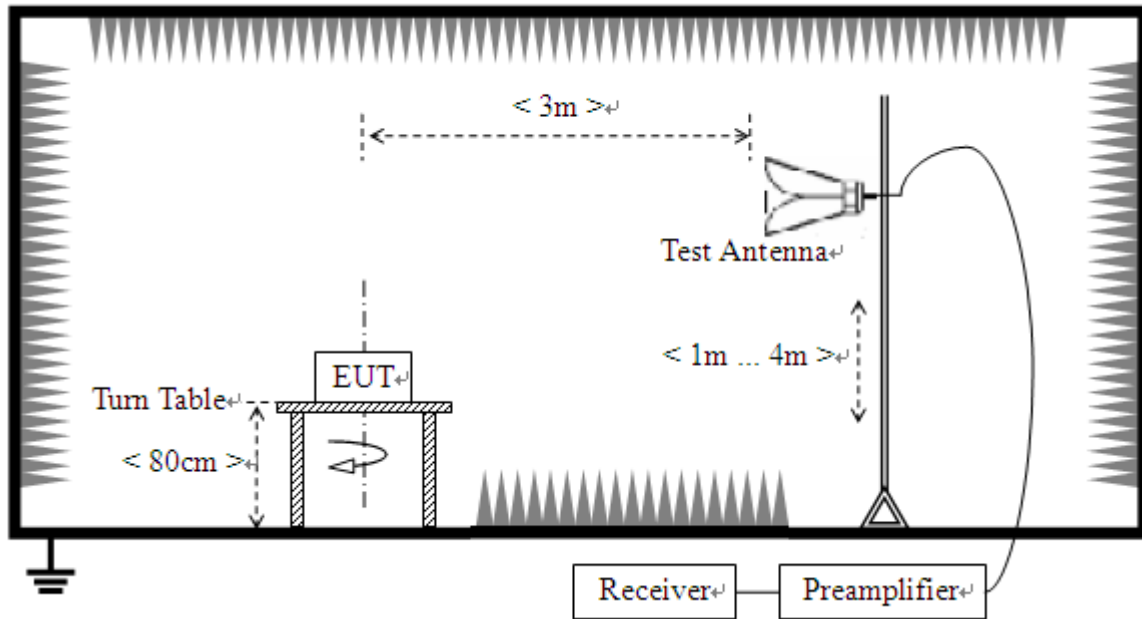 < 3m >↵
Test Antenna↵
< 1m ... 4m >↵
EUT↵
Turn Table↵
< 80cm >↵
Receiver↵
Preamplifier↵